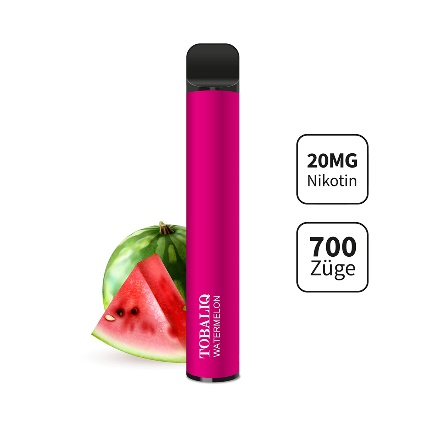 TOBALIQ
WATERMELON
20MG
Nikotin
700
Züge